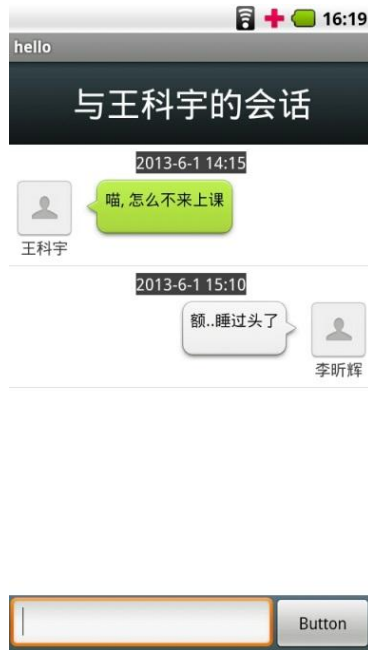 16:19
hello
与王科宇的会话
2013-6-1 14:15
喵, 怎么不来上课
王科宇
2013-6-1 15:10
额..睡过头了
李昕辉
Button